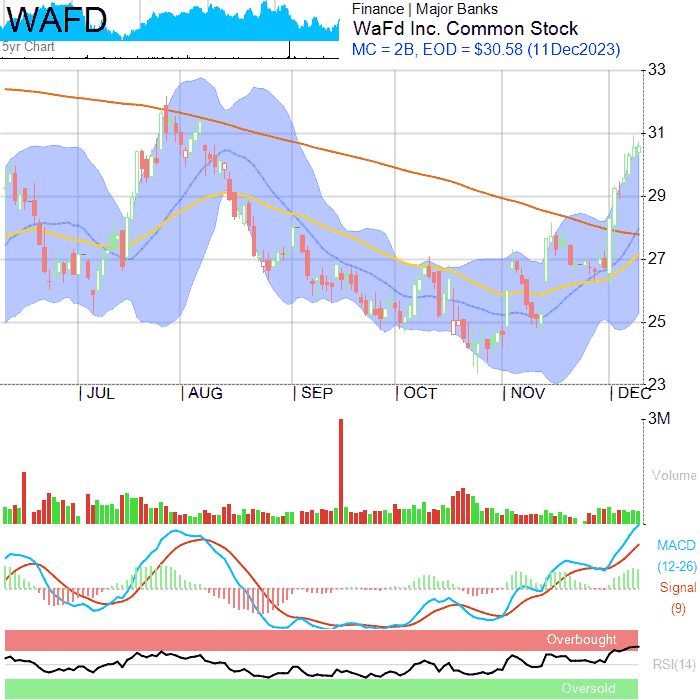 WAFD
5yr Chart
Finance | Major Banks
WaFd Inc. Common Stock
MC = 2B, EOD = $30.58 (11Dec2023)
33
31
29
27
25
23
JUL
AUG
SEP
OCT
NOV
DEC
3M
Volume
MACD
(12-26)
Signal
(9)
Overbought
RSI(14)
Oversold